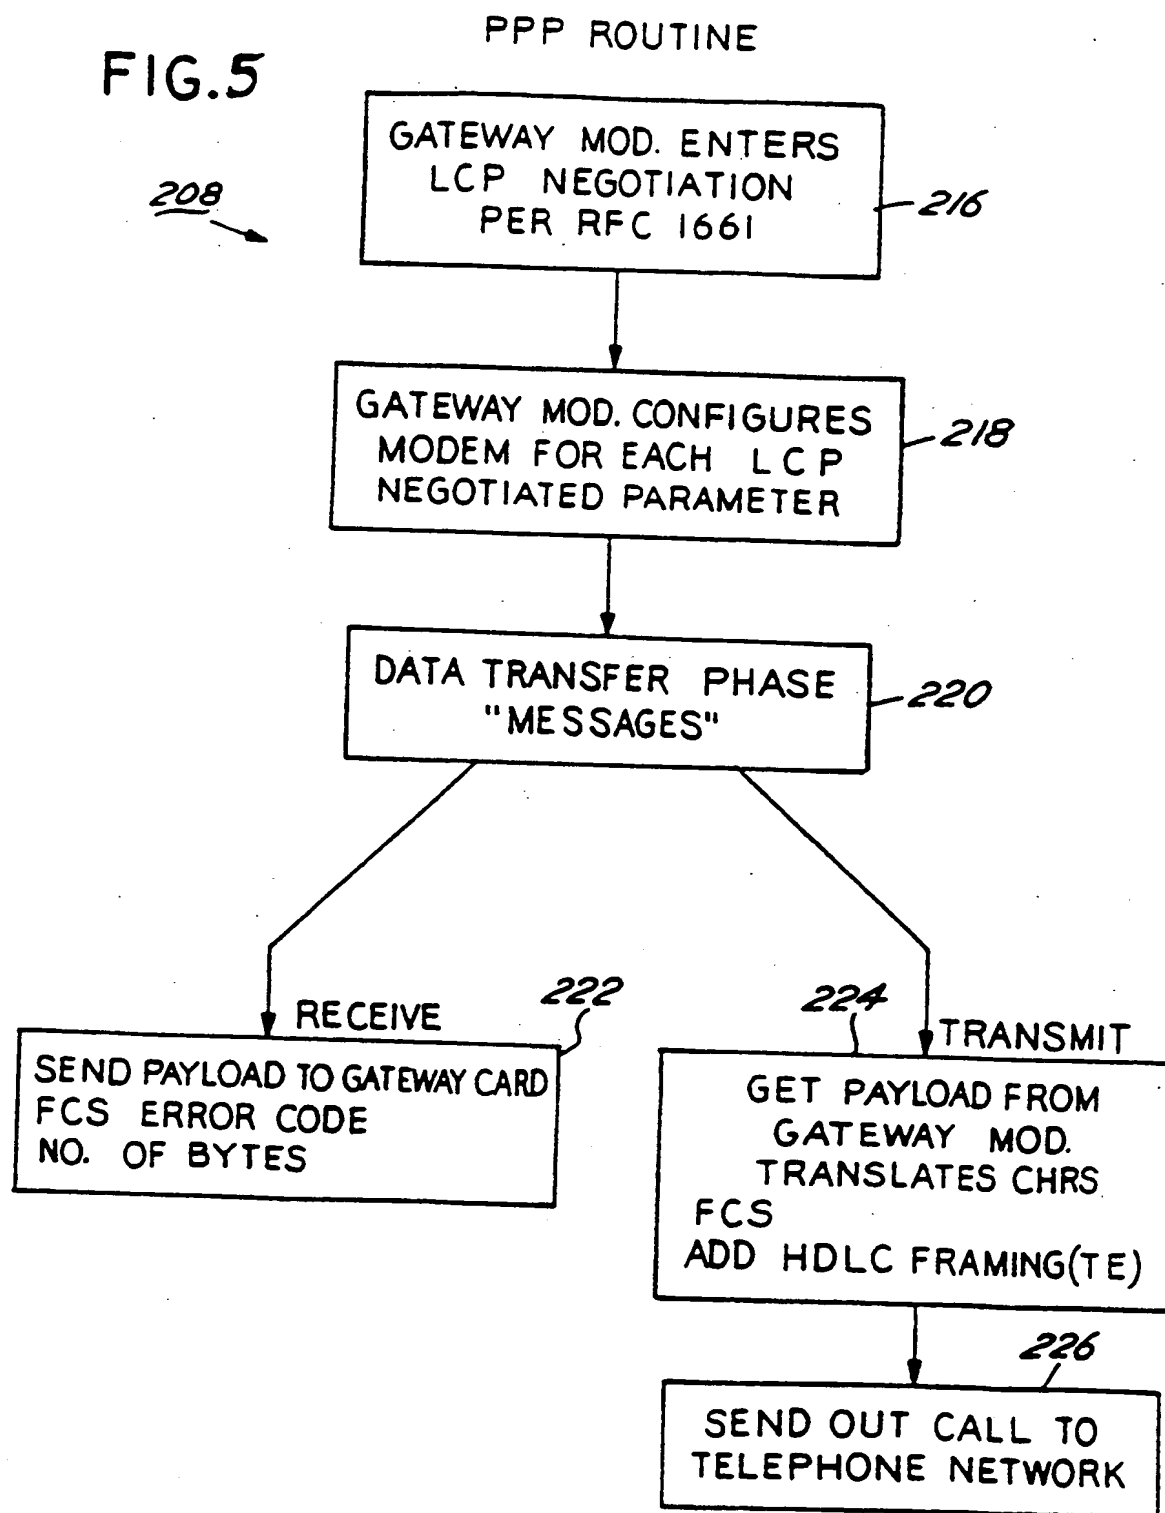 PPP ROUTINE
FIG.5
208
GATEWAY MOD. ENTERS
LCP NEGOTIATION
PER RFC 1661
216
GATEWAY MOD. CONFIGURES
MODEM FOR EACH LCP
NEGOTIATED PARAMETER
218
DATA TRANSFER PHASE
"MESSAGES"
220
RECEIVE
222
SEND PAYLOAD TO GATEWAY CARD
FCS ERROR CODE
NO. OF BYTES
224
TRANSMIT
GET PAYLOAD FROM
GATEWAY MOD.
TRANSLATES CHRS
FCS
ADD HDLC FRAMING(TE)
226
SEND OUT CALL TO
TELEPHONE NETWORK